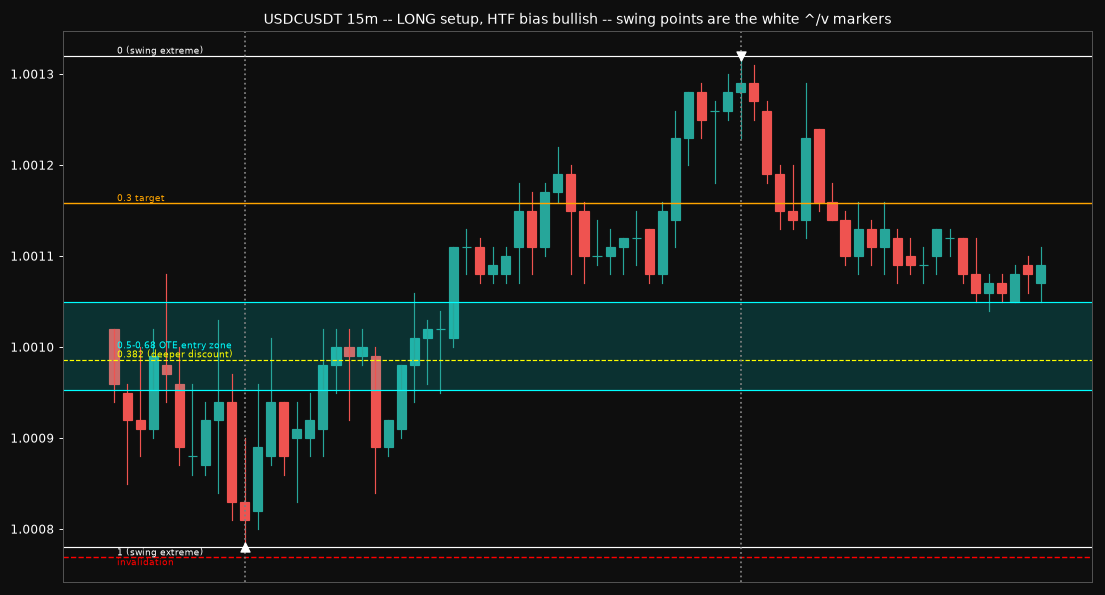 USDCUSDT 15m -- LONG setup, HTF bias bullish -- swing points are the white ^/v markers
0 (swing extreme)
1.0013
1.0012
0.3 target
1.0011
0.5-0.68 OTE entry zone
1.0010
0.382 (deeper discount)
1.0009
1.0008
1 (swing extreme)
invalidation